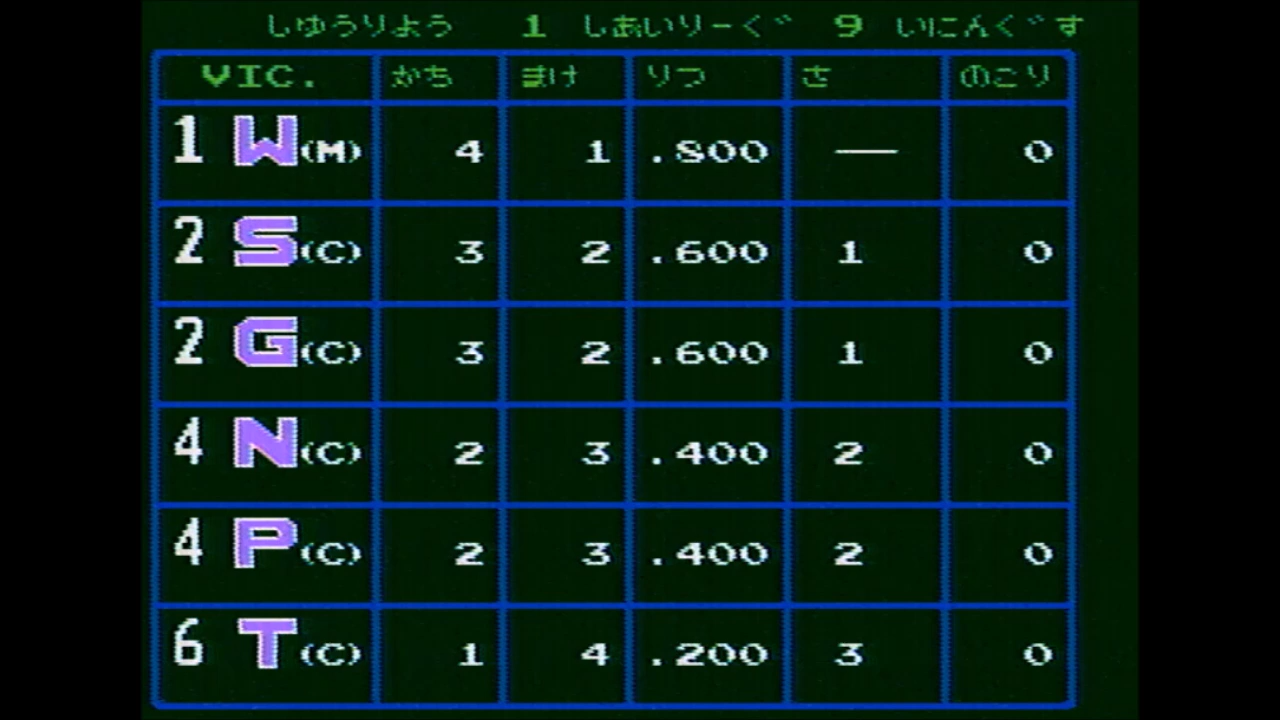 しゆうりよう 1 しあいりーぐ 9 いにんぐす
VIC. かち まけ りつ さ のこり
1 W(M) 4 1 .800 — 0
2 S(C) 3 2 .600 1 0
2 G(C) 3 2 .600 1 0
4 N(C) 2 3 .400 2 0
4 P(C) 2 3 .400 2 0
6 T(C) 1 4 .200 3 0